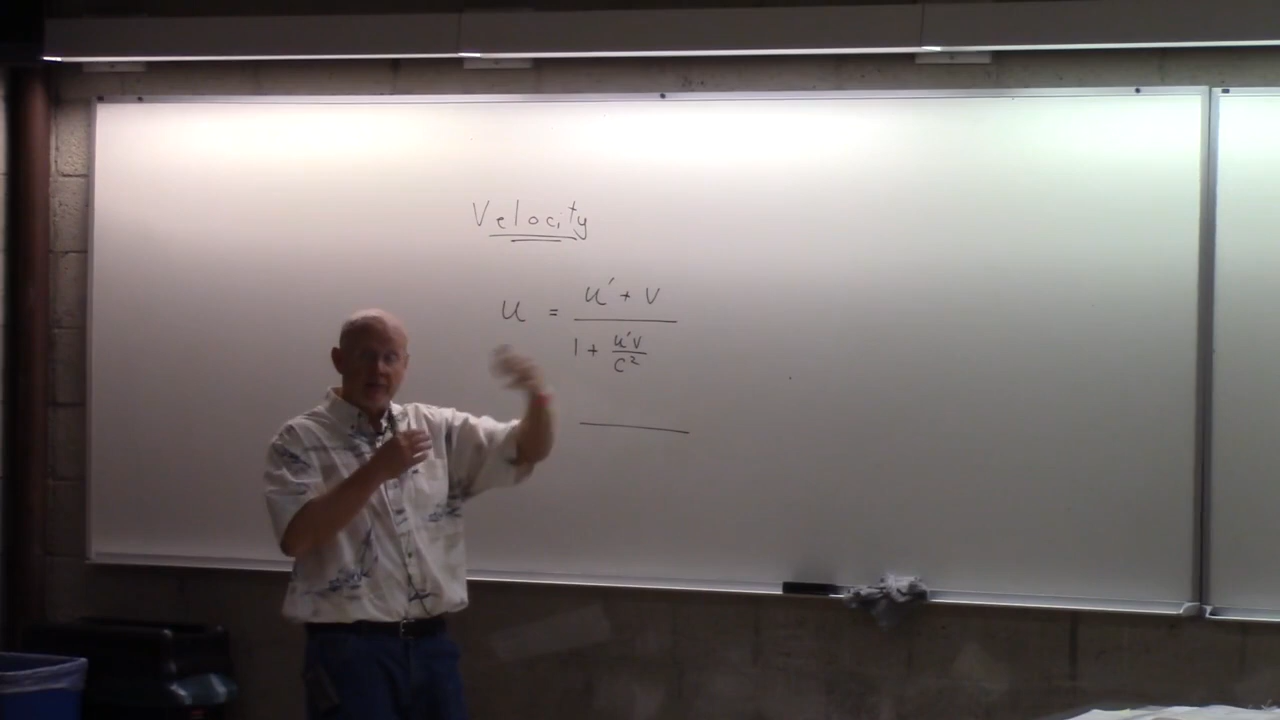 Velocity
u = (u' + v) / (1 + u'v/c²)